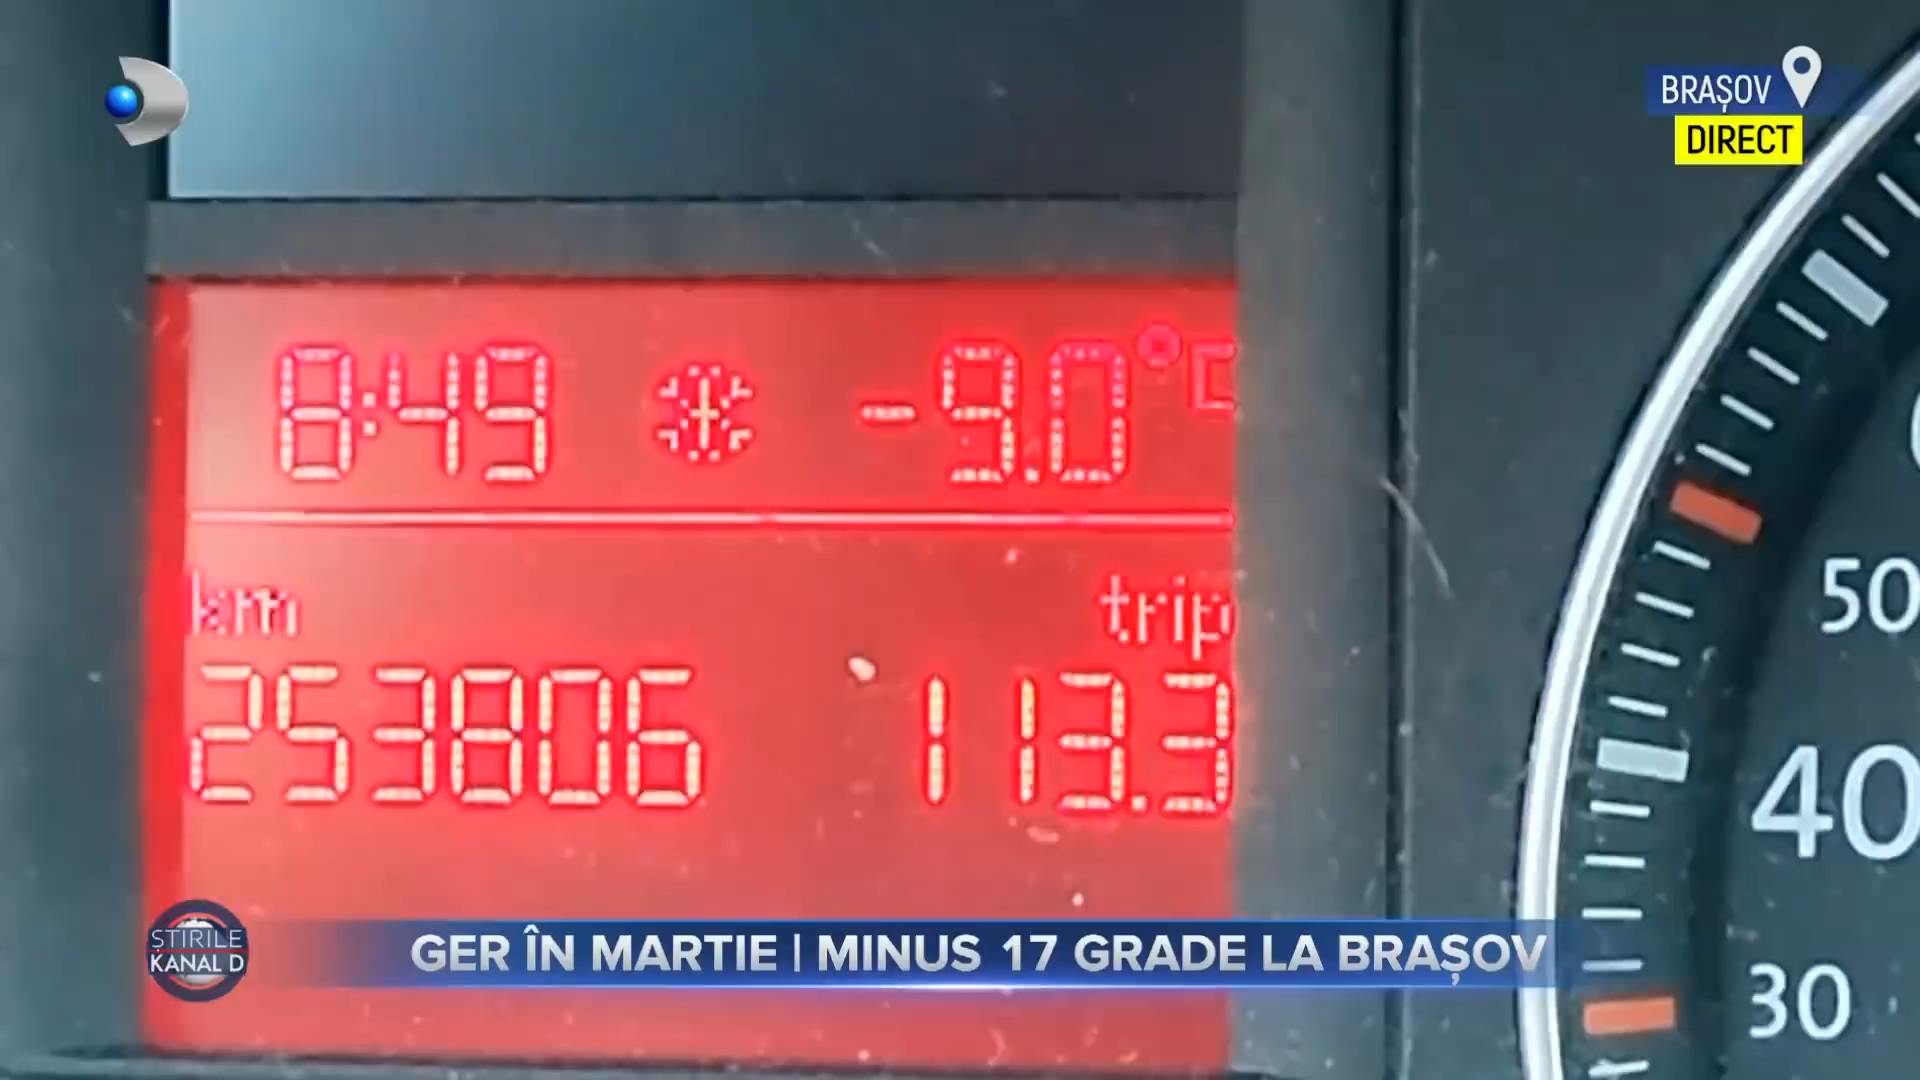 BRAȘOV
DIRECT
8:49 -9.0°C
km trip
253806 113.3
50
40
30
ȘTIRILE
KANAL D
GER ÎN MARTIE | MINUS 17 GRADE LA BRAȘOV